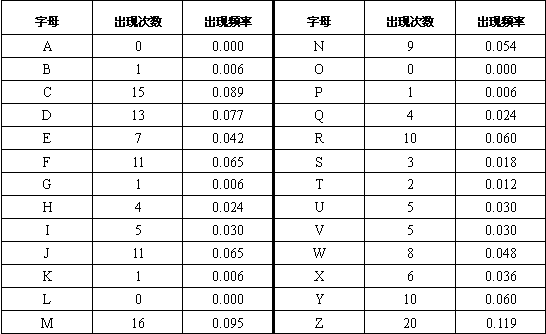 字母 出现次数 出现频率 字母 出现次数 出现频率
A 0 0.000 N 9 0.054
B 1 0.006 O 0 0.000
C 15 0.089 P 1 0.006
D 13 0.077 Q 4 0.024
E 7 0.042 R 10 0.060
F 11 0.065 S 3 0.018
G 1 0.006 T 2 0.012
H 4 0.024 U 5 0.030
I 5 0.030 V 5 0.030
J 11 0.065 W 8 0.048
K 1 0.006 X 6 0.036
L 0 0.000 Y 10 0.060
M 16 0.095 Z 20 0.119